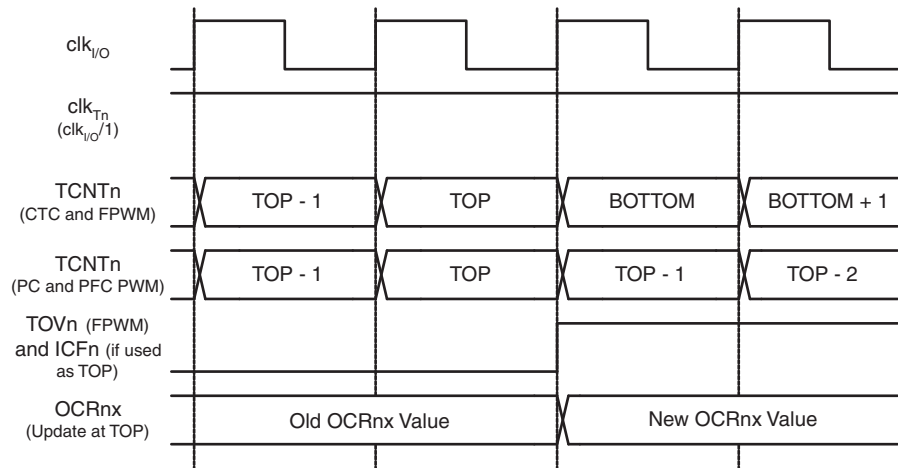 clkI/O
clkTn
(clkI/O/1)
TCNTn
(CTC and FPWM)
TOP - 1
TOP
BOTTOM
BOTTOM + 1
TCNTn
(PC and PFC PWM)
TOP - 1
TOP
TOP - 1
TOP - 2
TOVn (FPWM)
and ICFn (if used
as TOP)
OCRnx
(Update at TOP)
Old OCRnx Value
New OCRnx Value